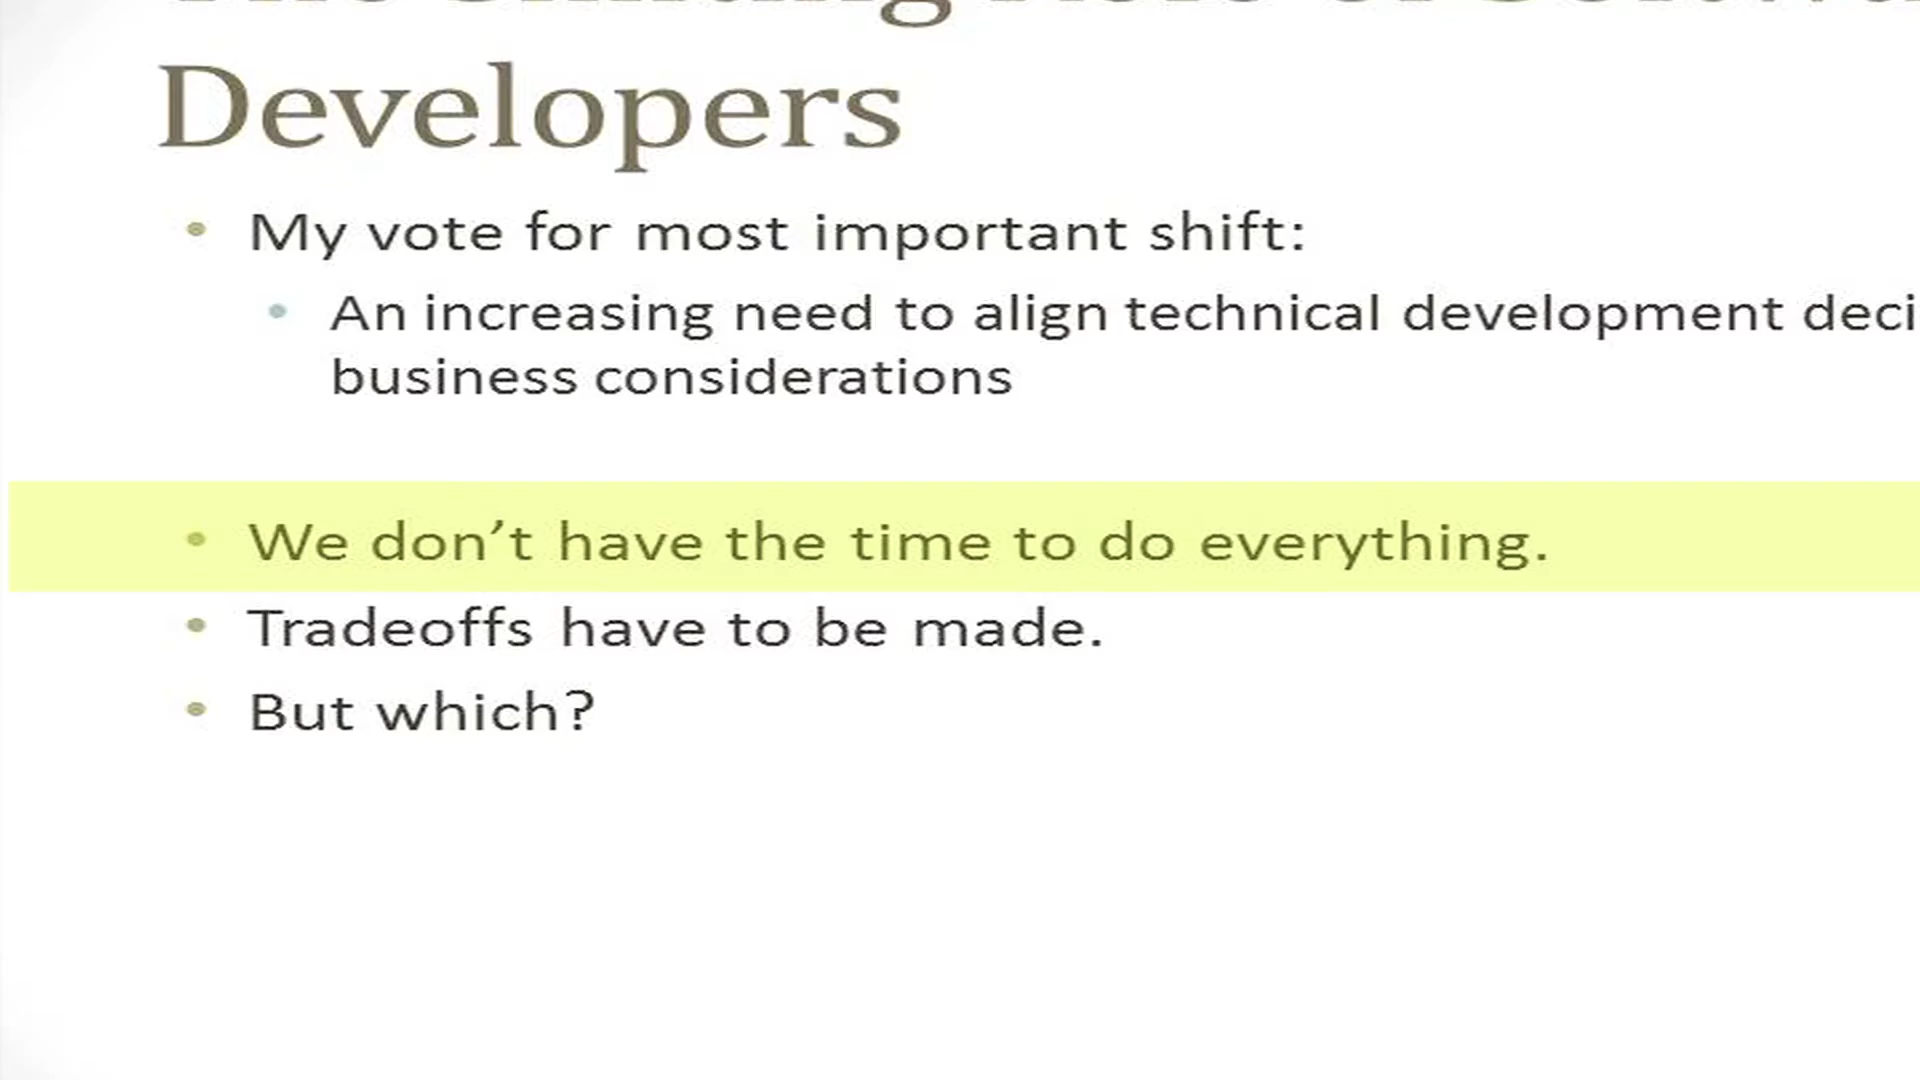 Developers
• My vote for most important shift:
• An increasing need to align technical development deci
business considerations
• We don’t have the time to do everything.
• Tradeoffs have to be made.
• But which?